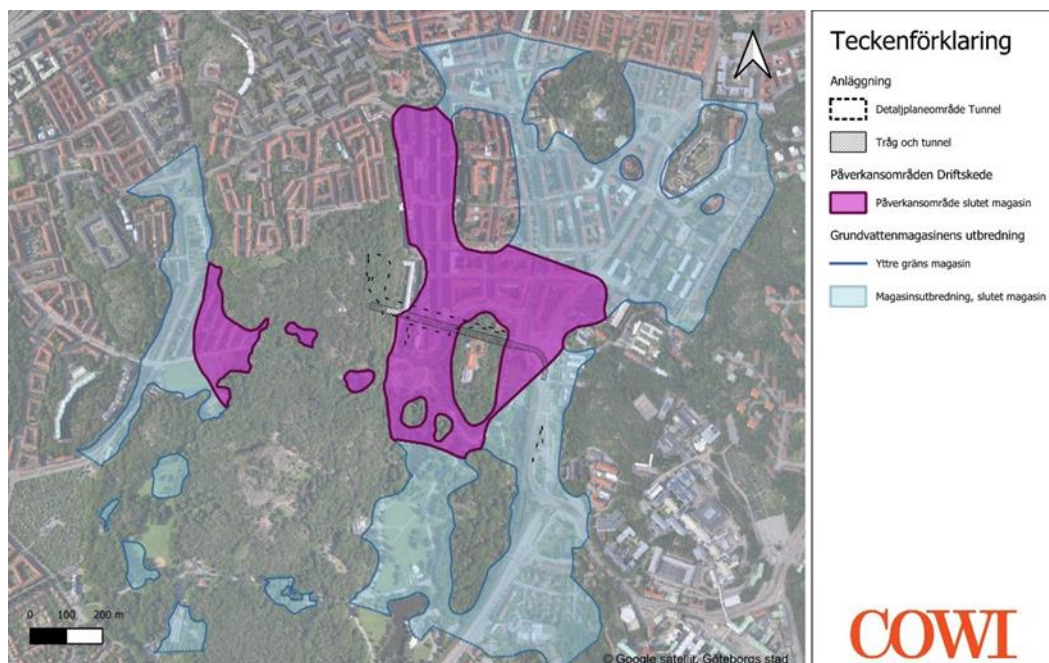 Teckenförklaring
Anläggning
Detaljplaneområde Tunnel
Tråg och tunnel
Påverkansområden Driftskede
Påverkansområde slutet magasin
Grundvattenmagasinens utbredning
Yttre gräns magasin
Magasinsutbredning, slutet magasin
0 100 200 m
© Google satellit, Göteborgs stad
COWI